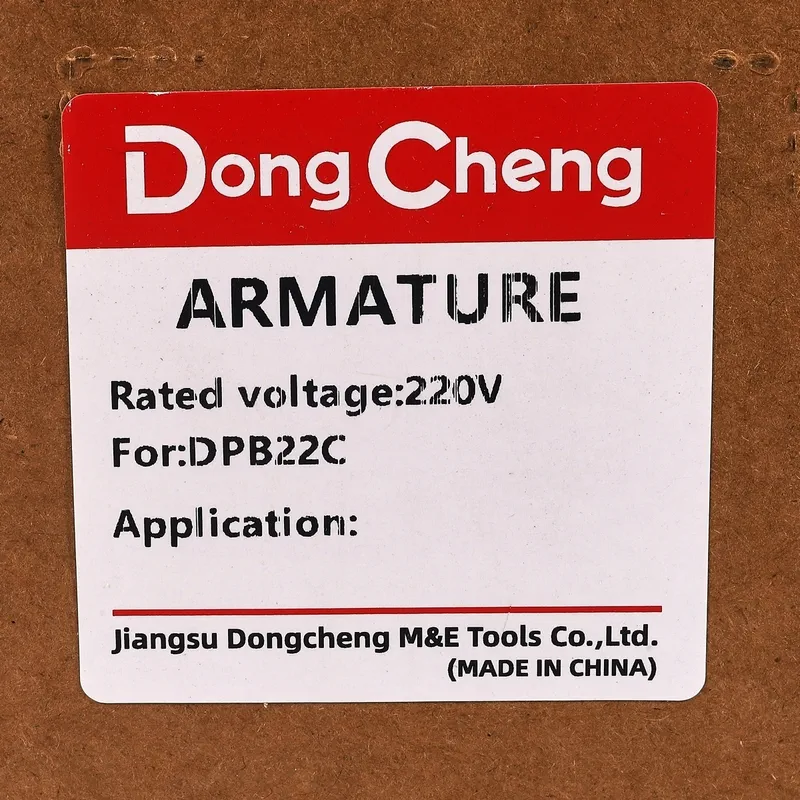 DongCheng
ARMATURE
Rated voltage:220V
For:DPB22C
Application:
Jiangsu Dongcheng M&E Tools Co.,Ltd.
(MADE IN CHINA)